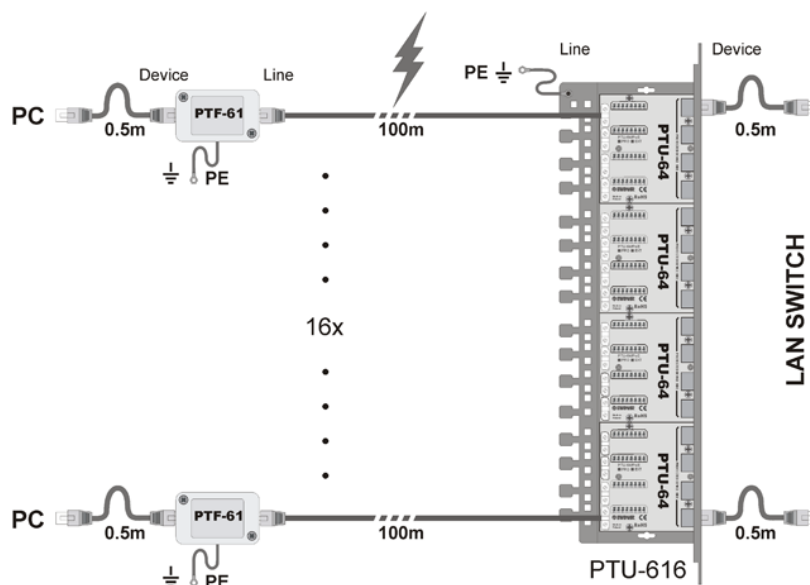 Line
Device
Device
Line
PE
PC
PTF-61
0.5m
100m
0.5m
PE
PTU-64
PTU-64
16x
LAN SWITCH
PTU-64
PTU-64
PC
PTF-61
0.5m
100m
0.5m
PE
PTU-616